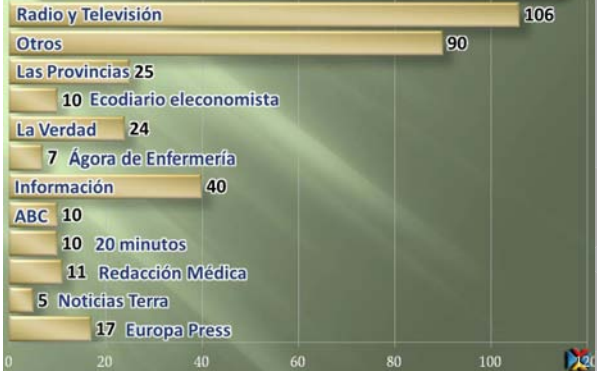 Radio y Televisión 106
Otros 90
Las Provincias 25
10 Ecodiario eleconomista
La Verdad 24
7 Ágora de Enfermería
Información 40
ABC 10
10 20 minutos
11 Redacción Médica
5 Noticias Terra
17 Europa Press
0 20 40 60 80 100 120